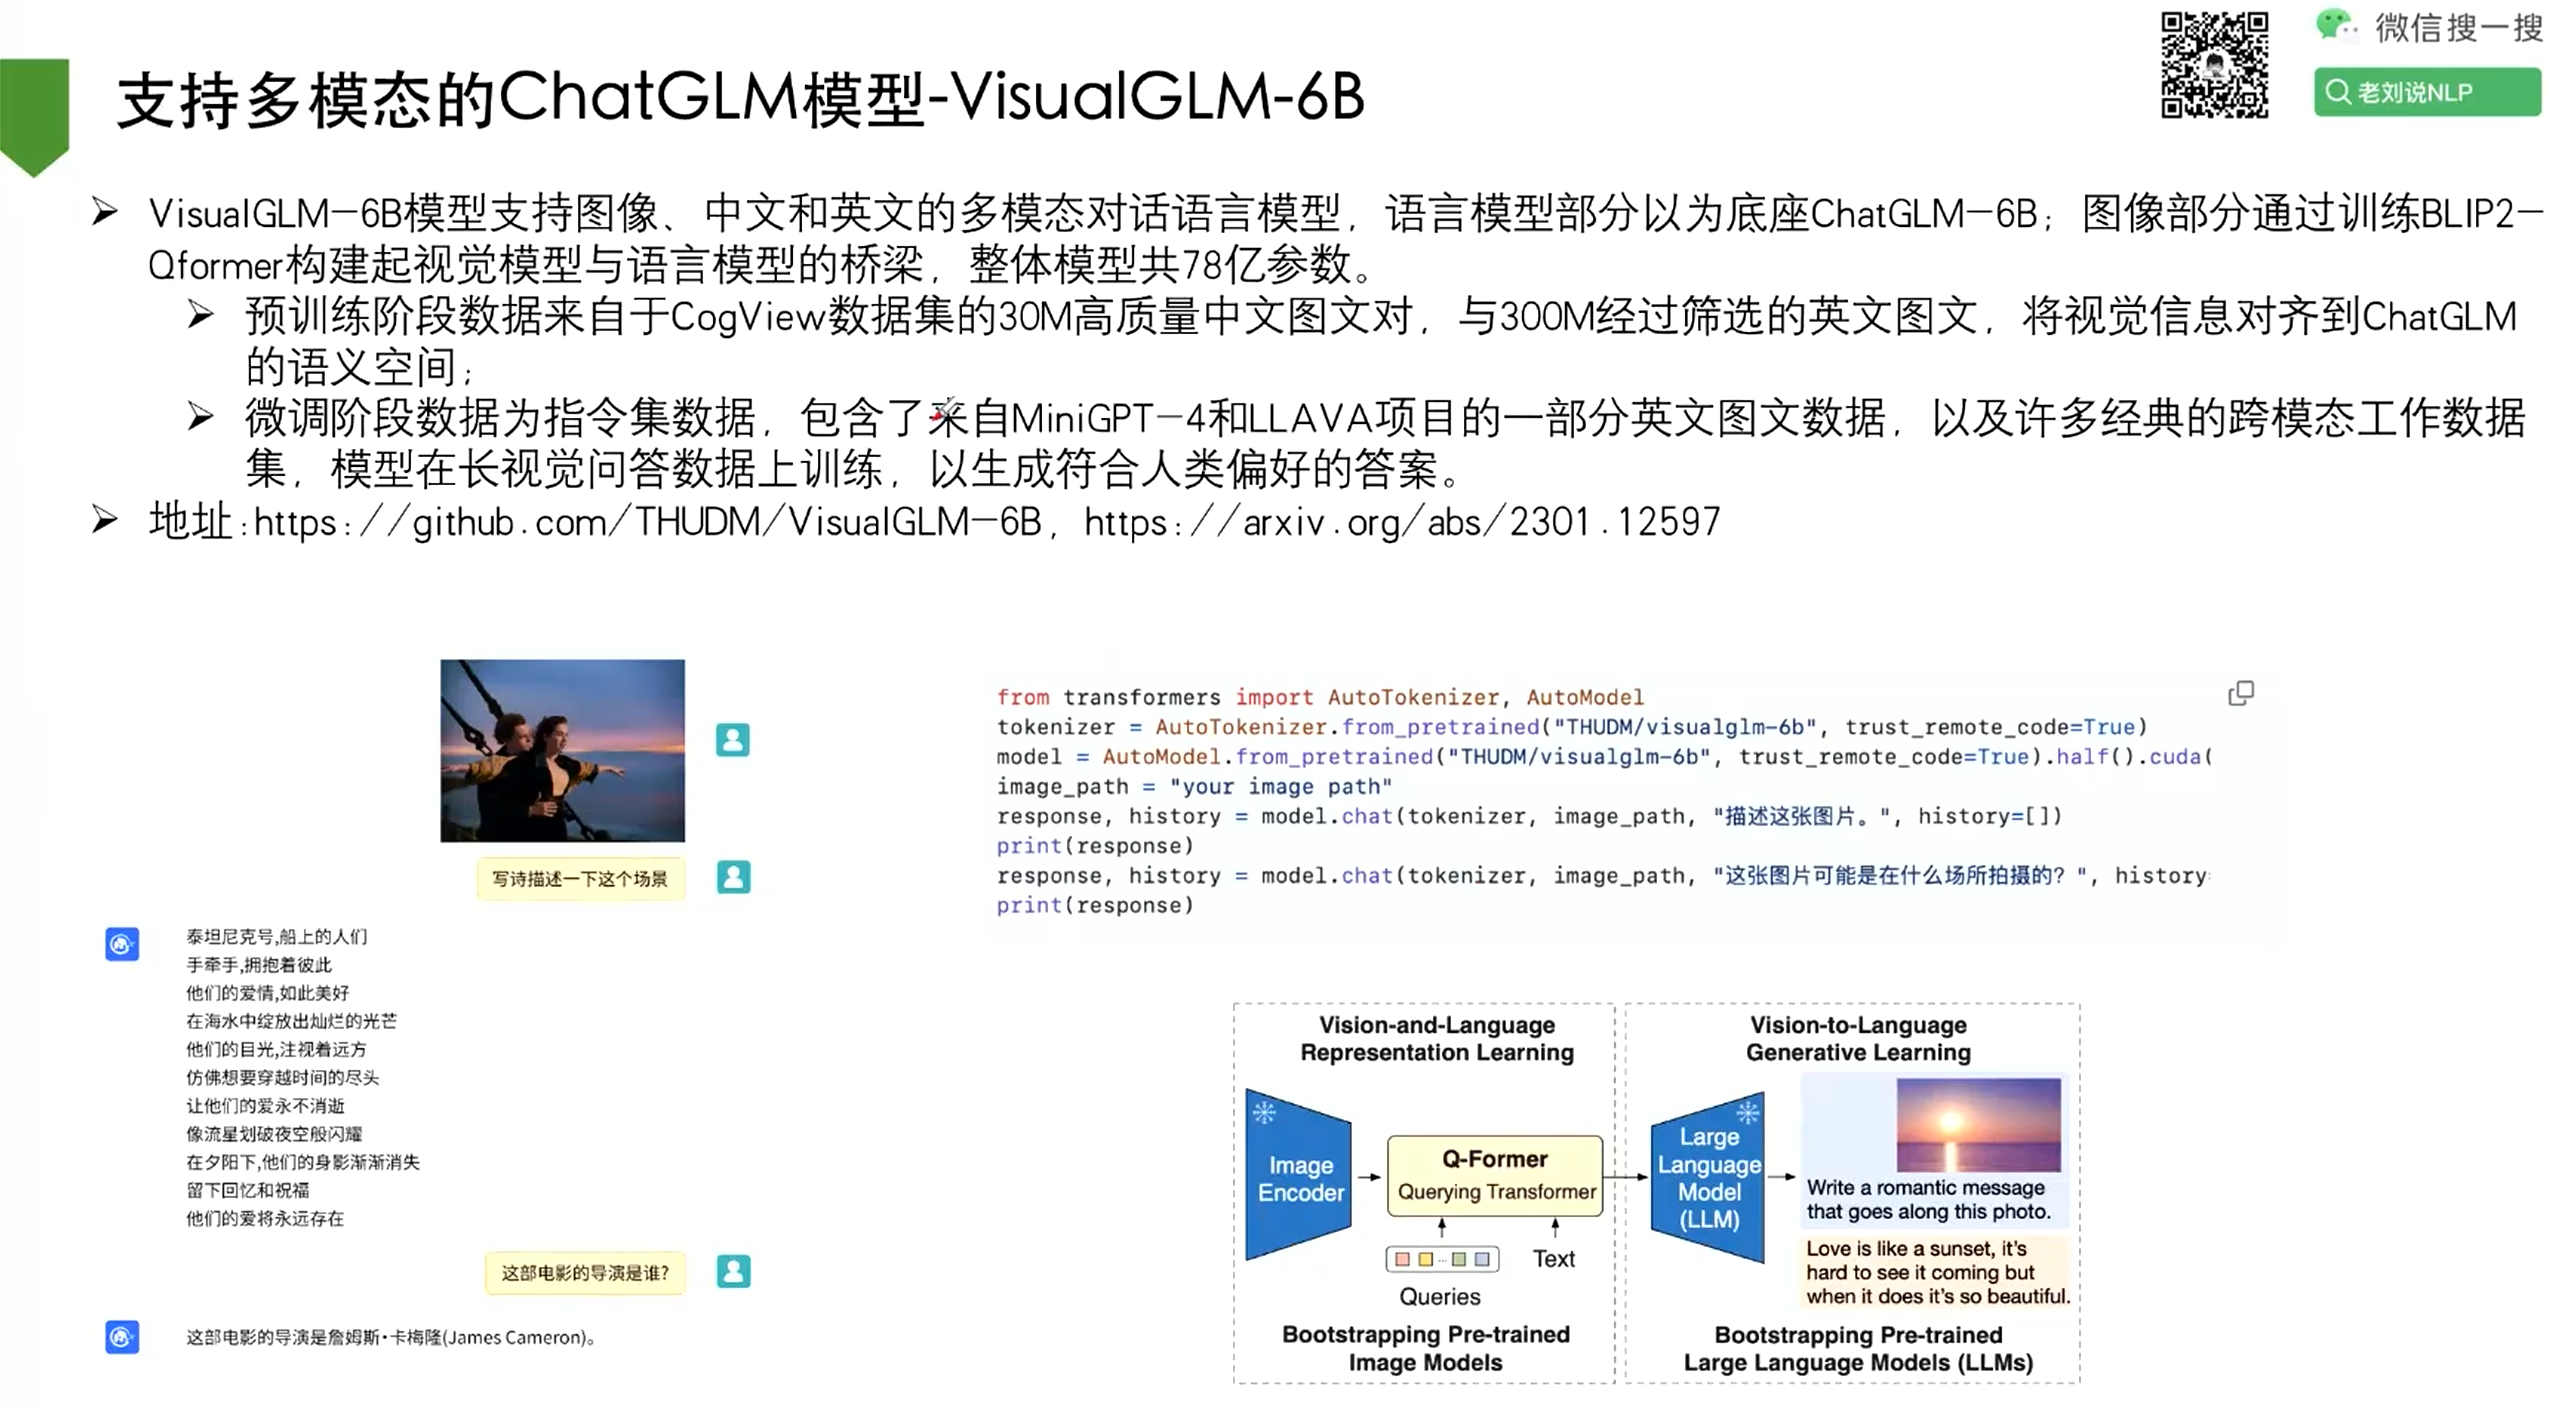 支持多模态的ChatGLM模型-VisualGLM-6B
微信搜一搜
老刘说NLP
VisualGLM-6B模型支持图像、中文和英文的多模态对话语言模型，语言模型部分以为底座ChatGLM-6B；图像部分通过训练BLIP2-
Qformer构建起视觉模型与语言模型的桥梁，整体模型共78亿参数。
预训练阶段数据来自于CogView数据集的30M高质量中文图文对，与300M经过筛选的英文图文，将视觉信息对齐到ChatGLM
的语义空间；
微调阶段数据为指令集数据，包含了来自MiniGPT-4和LLAVA项目的一部分英文图文数据，以及许多经典的跨模态工作数据
集，模型在长视觉问答数据上训练，以生成符合人类偏好的答案。
地址:https://github.com/THUDM/VisualGLM-6B，https://arxiv.org/abs/2301.12597
写诗描述一下这个场景
泰坦尼克号,船上的人们
手牵手,拥抱着彼此
他们的爱情,如此美好
在海水中绽放出灿烂的光芒
他们的目光,注视着远方
仿佛想要穿越时间的尽头
让他们的爱永不消逝
像流星划破夜空般闪耀
在夕阳下,他们的身影渐渐消失
留下回忆和祝福
他们的爱将永远存在
这部电影的导演是谁?
这部电影的导演是詹姆斯·卡梅隆(James Cameron)。
from transformers import AutoTokenizer, AutoModel
tokenizer = AutoTokenizer.from_pretrained("THUDM/visualglm-6b", trust_remote_code=True)
model = AutoModel.from_pretrained("THUDM/visualglm-6b", trust_remote_code=True).half().cuda(
image_path = "your image path"
response, history = model.chat(tokenizer, image_path, "描述这张图片。", history=[])
print(response)
response, history = model.chat(tokenizer, image_path, "这张图片可能是在什么场所拍摄的？", history
print(response)
Vision-and-Language
Representation Learning
Image
Encoder
Q-Former
Querying Transformer
Queries
Text
Bootstrapping Pre-trained
Image Models
Vision-to-Language
Generative Learning
Large
Language
Model
(LLM)
Write a romantic message
that goes along this photo.
Love is like a sunset, it's
hard to see it coming but
when it does it's so beautiful.
Bootstrapping Pre-trained
Large Language Models (LLMs)